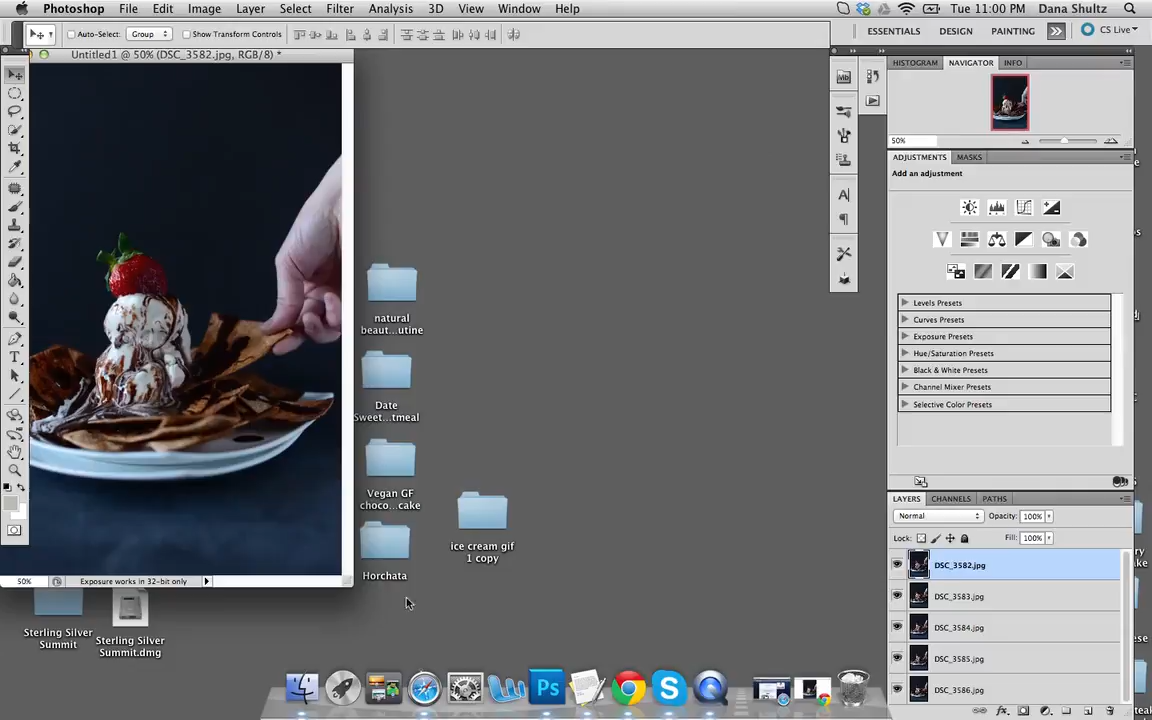 Photoshop File Edit Image Layer Select Filter Analysis 3D View Window Help Tue 11:00 PM Dana Shultz
Auto-Select: Group Show Transform Controls ESSENTIALS DESIGN PAINTING CS Live
Untitled1 @ 50% (DSC_3582.jpg, RGB/8) *
HISTOGRAM NAVIGATOR INFO
50%
ADJUSTMENTS MASKS
Add an adjustment
Levels Presets
Curves Presets
Exposure Presets
Hue/Saturation Presets
Black & White Presets
Channel Mixer Presets
Selective Color Presets
LAYERS CHANNELS PATHS
Normal Opacity: 100%
Lock: Fill: 100%
DSC_3582.jpg
DSC_3583.jpg
DSC_3584.jpg
DSC_3585.jpg
DSC_3586.jpg
natural
beaut...utine
Date
Sweet...tmeal
Vegan GF
choco...cake
ice cream gif
1 copy
Horchata
50% Exposure works in 32-bit only
Sterling Silver
Summit
Sterling Silver
Summit.dmg
Ps